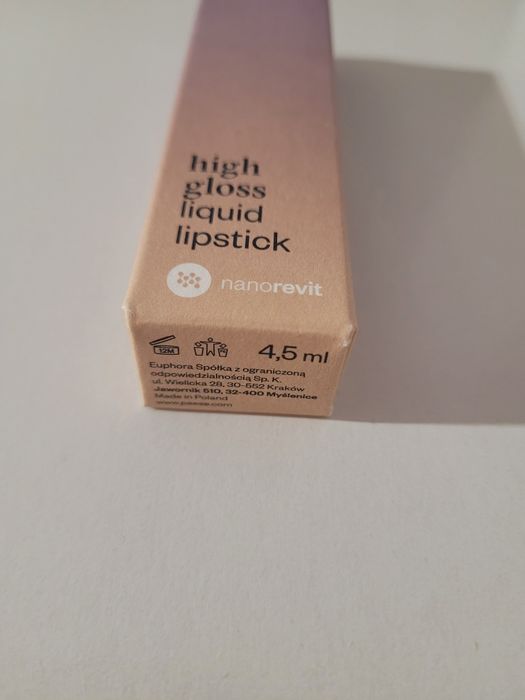 high
gloss
liquid
lipstick
nanorevit
12M
4,5 ml
Euphora Spółka z ograniczoną
odpowiedzialnością Sp. K.
ul. Wielicka 28, 30-552 Kraków
Jawornik 510, 32-400 Myślenice
Made in Poland
www.paese.com